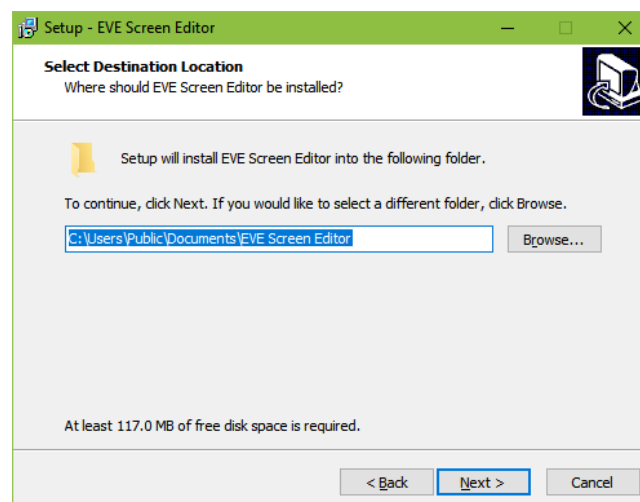 Setup - EVE Screen Editor
Select Destination Location
Where should EVE Screen Editor be installed?
Setup will install EVE Screen Editor into the following folder.
To continue, click Next. If you would like to select a different folder, click Browse.
C:\Users\Public\Documents\EVE Screen Editor
Browse...
At least 117.0 MB of free disk space is required.
< Back
Next >
Cancel